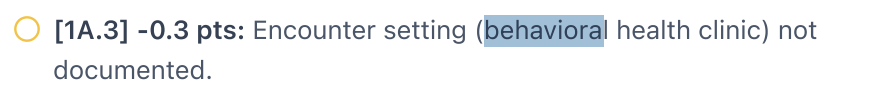 [1A.3] -0.3 pts: Encounter setting (behavioral health clinic) not
documented.